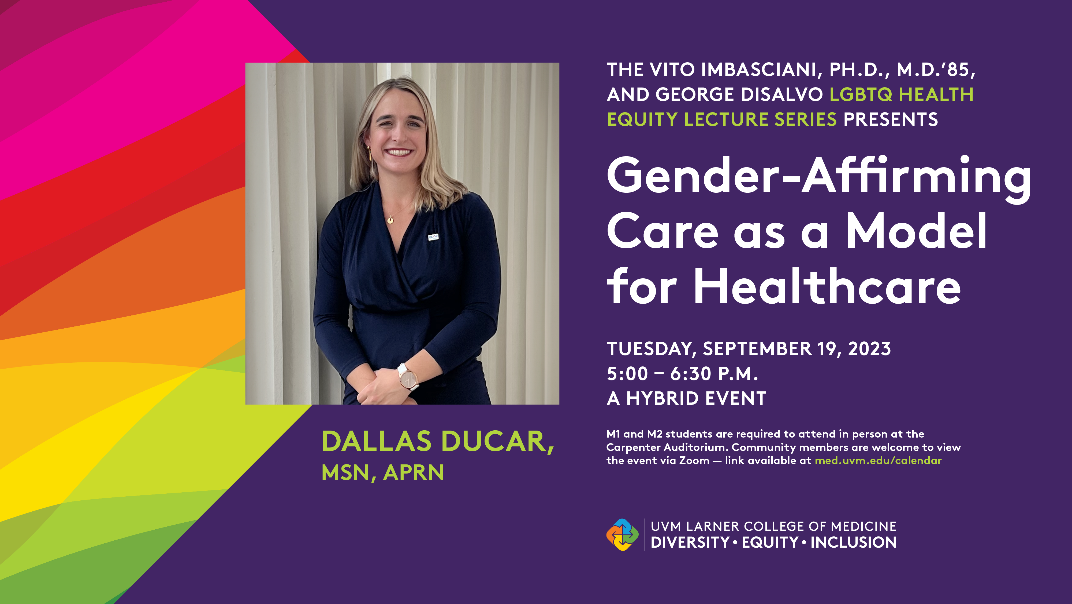 THE VITO IMBASCIANI, PH.D., M.D.'85,
AND GEORGE DISALVO LGBTQ HEALTH
EQUITY LECTURE SERIES PRESENTS
Gender-Affirming
Care as a Model
for Healthcare
TUESDAY, SEPTEMBER 19, 2023
5:00 – 6:30 P.M.
A HYBRID EVENT
M1 and M2 students are required to attend in person at the
Carpenter Auditorium. Community members are welcome to view
the event via Zoom — link available at med.uvm.edu/calendar
DALLAS DUCAR,
MSN, APRN
UVM LARNER COLLEGE OF MEDICINE
DIVERSITY • EQUITY • INCLUSION